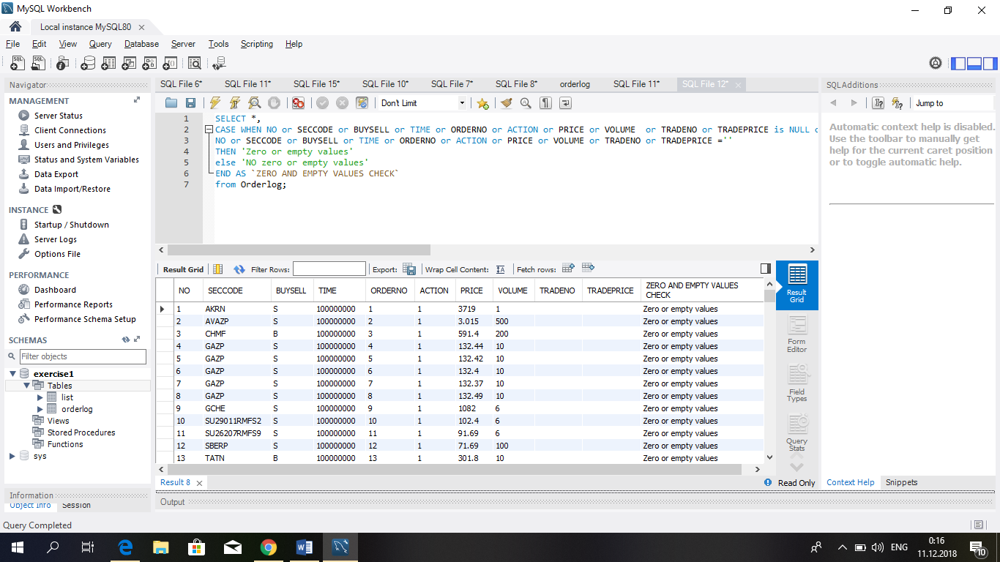 MySQL Workbench
Local instance MySQL80
File Edit View Query Database Server Tools Scripting Help
Navigator
MANAGEMENT
Server Status
Client Connections
Users and Privileges
Status and System Variables
Data Export
Data Import/Restore
INSTANCE
Startup / Shutdown
Server Logs
Options File
PERFORMANCE
Dashboard
Performance Reports
Performance Schema Setup
SCHEMAS
Filter objects
exercise1
Tables
list
orderlog
Views
Stored Procedures
Functions
sys
Information
Object Info Session
Query Completed
SQL File 6* SQL File 11* SQL File 15* SQL File 10* SQL File 7* SQL File 8* orderlog SQL File 11* SQL File 12*
Don't Limit
1 SELECT *,
2 CASE WHEN NO or SECCODE or BUYSELL or TIME or ORDERNO or ACTION or PRICE or VOLUME or TRADENO or TRADEPRICE is NULL
3 NO or SECCODE or BUYSELL or TIME or ORDERNO or ACTION or PRICE or VOLUME or TRADENO or TRADEPRICE =''
4 THEN 'Zero or empty values'
5 else 'NO zero or empty values'
6 END AS `ZERO AND EMPTY VALUES CHECK`
7 from Orderlog;
Result Grid Filter Rows: Export: Wrap Cell Content: Fetch rows:
NO SECCODE BUYSELL TIME ORDERNO ACTION PRICE VOLUME TRADENO TRADEPRICE ZERO AND EMPTY VALUES CHECK
1 AKRN S 100000000 1 1 3719 1 Zero or empty values
2 AVAZP S 100000000 2 1 3.015 500 Zero or empty values
3 CHMF B 100000000 3 1 591.4 200 Zero or empty values
4 GAZP S 100000000 4 1 132.44 10 Zero or empty values
5 GAZP S 100000000 5 1 132.42 10 Zero or empty values
6 GAZP S 100000000 6 1 132.4 10 Zero or empty values
7 GAZP S 100000000 7 1 132.37 10 Zero or empty values
8 GAZP S 100000000 8 1 132.49 10 Zero or empty values
9 GCHE S 100000000 9 1 1082 6 Zero or empty values
10 SU29011RMFS2 S 100000000 10 1 102.4 6 Zero or empty values
11 SU26207RMFS9 S 100000000 11 1 91.69 6 Zero or empty values
12 SBERP S 100000000 12 1 71.69 100 Zero or empty values
13 TATN B 100000000 13 1 301.8 10 Zero or empty values
Result Grid
Form Editor
Field Types
Query Stats
Result 8
Read Only
Output
SQLAdditions
Jump to
Automatic context help is disabled.
Use the toolbar to manually get
help for the current caret position
or to toggle automatic help.
Context Help Snippets
ENG
0:16
11.12.2018
10